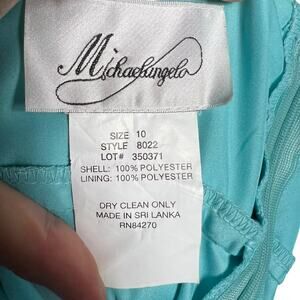 Michaelangelo
SIZE 10
STYLE 8022
LOT# 350371
SHELL: 100% POLYESTER
LINING: 100% POLYESTER
DRY CLEAN ONLY
MADE IN SRI LANKA
RN84270